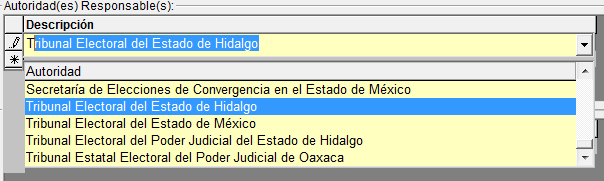 Autoridad(es) Responsable(s):
Descripción
Tribunal Electoral del Estado de Hidalgo
Autoridad
Secretaría de Elecciones de Convergencia en el Estado de México
Tribunal Electoral del Estado de Hidalgo
Tribunal Electoral del Estado de México
Tribunal Electoral del Poder Judicial del Estado de Hidalgo
Tribunal Estatal Electoral del Poder Judicial de Oaxaca